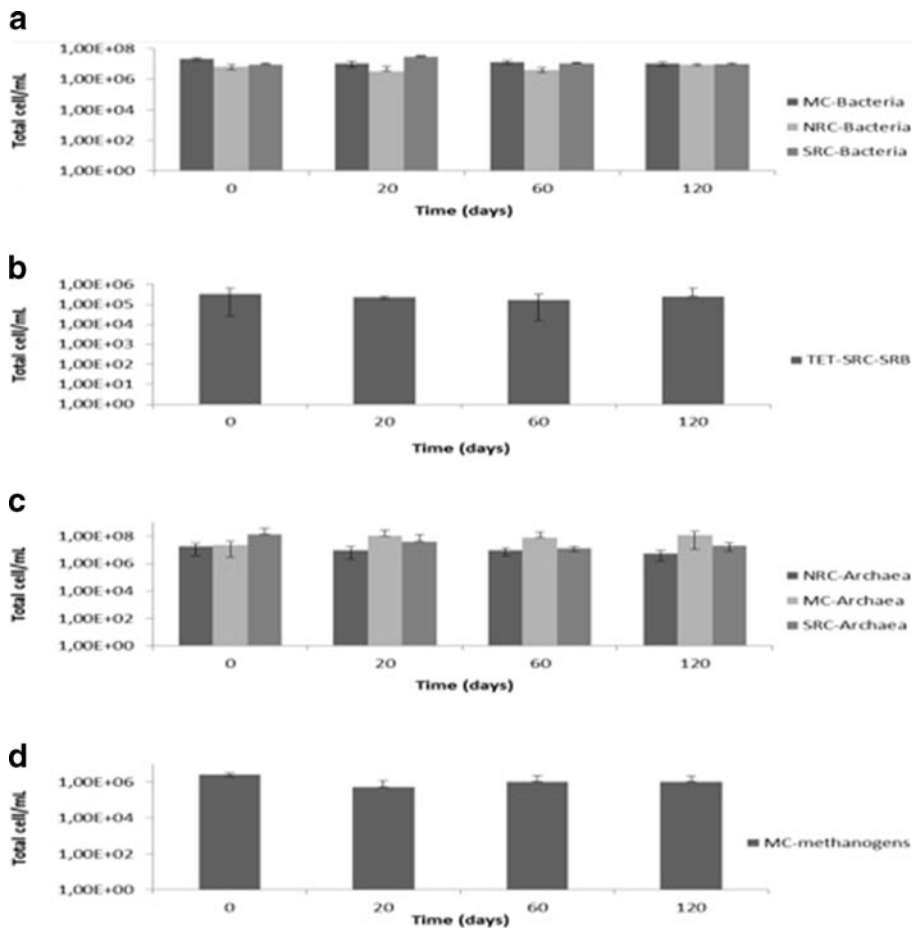 a
Total cell/mL
1,00E+08
1,00E+06
1,00E+04
1,00E+02
1,00E+00
0 20 60 120
Time (days)
MC-Bacteria
NRC-Bacteria
SRC-Bacteria
b
Total cell/mL
1,00E+06
1,00E+05
1,00E+04
1,00E+03
1,00E+02
1,00E+01
1,00E+00
0 20 60 120
Time (days)
TET-SRC-SRB
c
Total cell/mL
1,00E+08
1,00E+06
1,00E+04
1,00E+02
1,00E+00
0 20 60 120
Time (days)
NRC-Archaea
MC-Archaea
SRC-Archaea
d
Total cell/mL
1,00E+06
1,00E+04
1,00E+02
1,00E+00
0 20 60 120
Time (days)
MC-methanogens